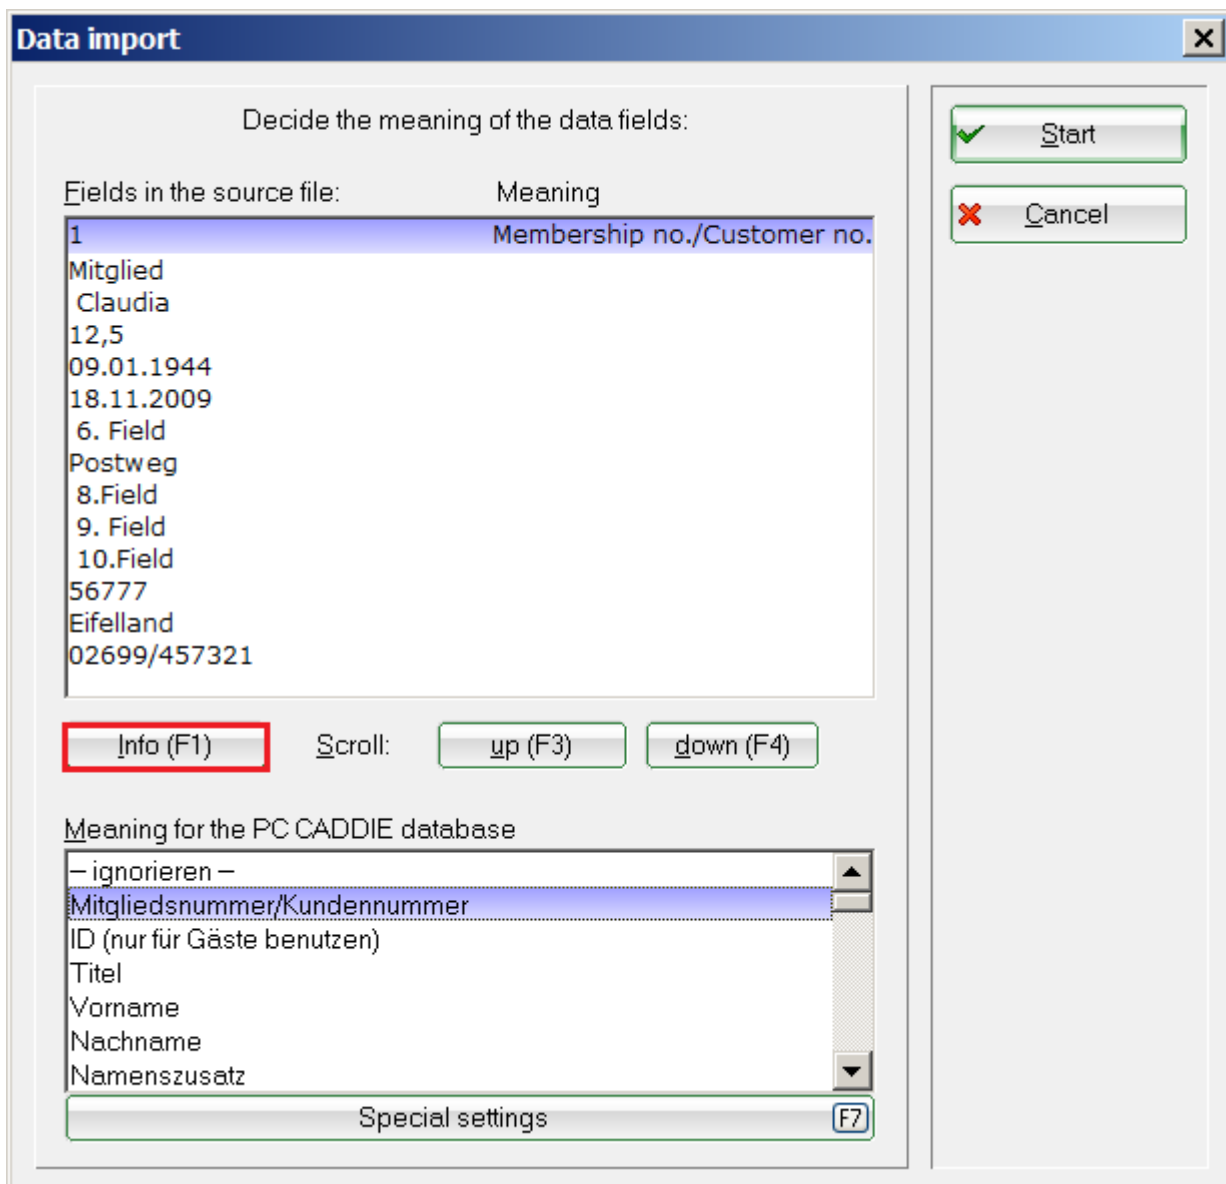 Data import
Decide the meaning of the data fields:
Start
Cancel
Fields in the source file: Meaning
1 Membership no./Customer no.
Mitglied
Claudia
12,5
09.01.1944
18.11.2009
6. Field
Postweg
8.Field
9. Field
10.Field
56777
Eifelland
02699/457321
Info (F1) Scroll: up (F3) down (F4)
Meaning for the PC CADDIE database
– ignorieren –
Mitgliedsnummer/Kundennummer
ID (nur für Gäste benutzen)
Titel
Vorname
Nachname
Namenszusatz
Special settings F7